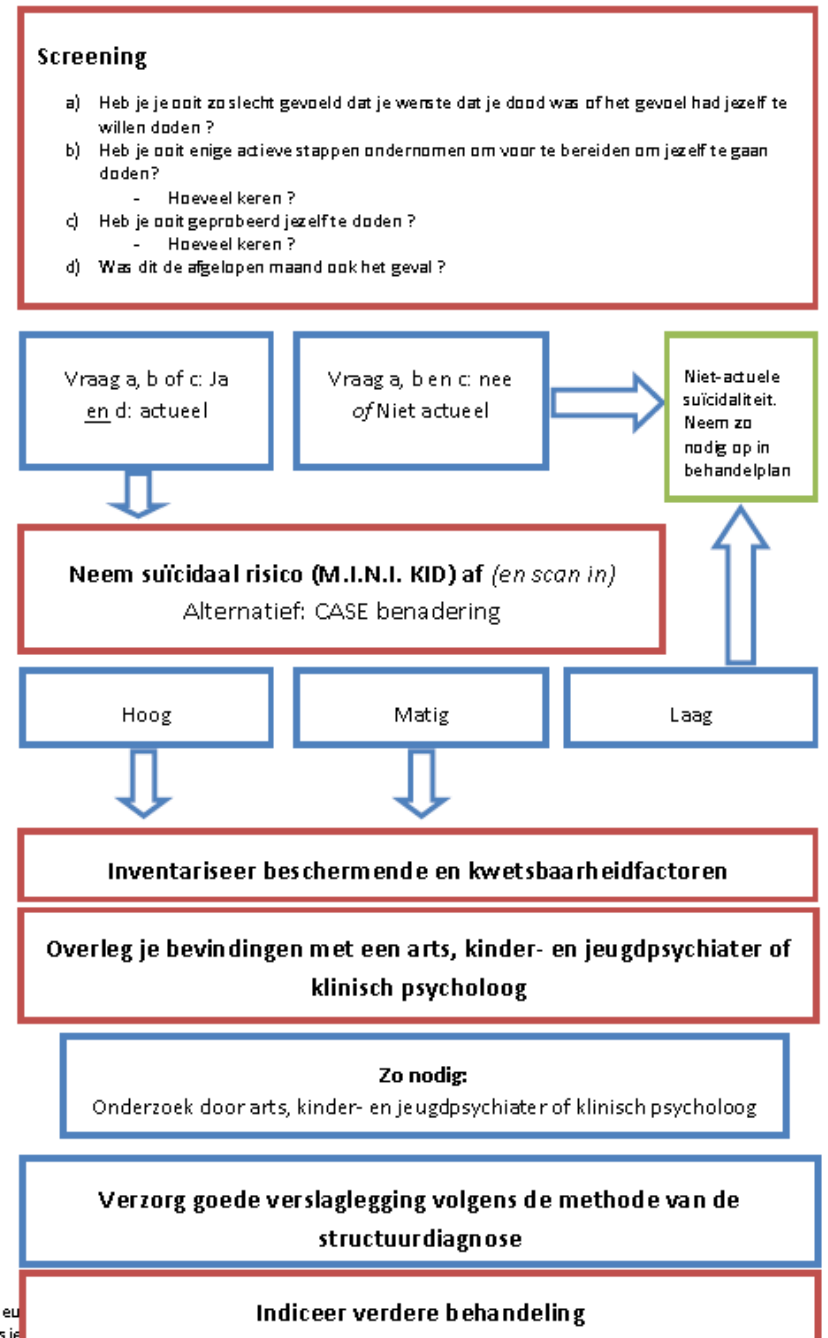 Screening
a) Heb je je ooit zo slecht gevoeld dat je wenste dat je dood was of het gevoel had jezelf te
willen doden ?
b) Heb je ooit enige actieve stappen ondernomen om voor te bereiden om jezelf te gaan
doden?
- Hoeveel keren ?
c) Heb je ooit geprobeerd jezelf te doden ?
- Hoeveel keren ?
d) Was dit de afgelopen maand ook het geval ?
Vraag a, b of c: Ja
en d: actueel
Vraag a, b en c: nee
of Niet actueel
Niet-actuele
suïcidaliteit.
Neem zo
nodig op in
behandelplan
Neem suïcidaal risico (M.I.N.I. KID) af (en scan in)
Alternatief: CASE benadering
Hoog
Matig
Laag
Inventariseer beschermende en kwetsbaarheidfactoren
Overleg je bevindingen met een arts, kinder- en jeugdpsychiater of
klinisch psycholoog
Zo nodig:
Onderzoek door arts, kinder- en jeugdpsychiater of klinisch psycholoog
Verzorg goede verslaglegging volgens de methode van de
structuurdiagnose
eu
Indiceer verdere behandeling